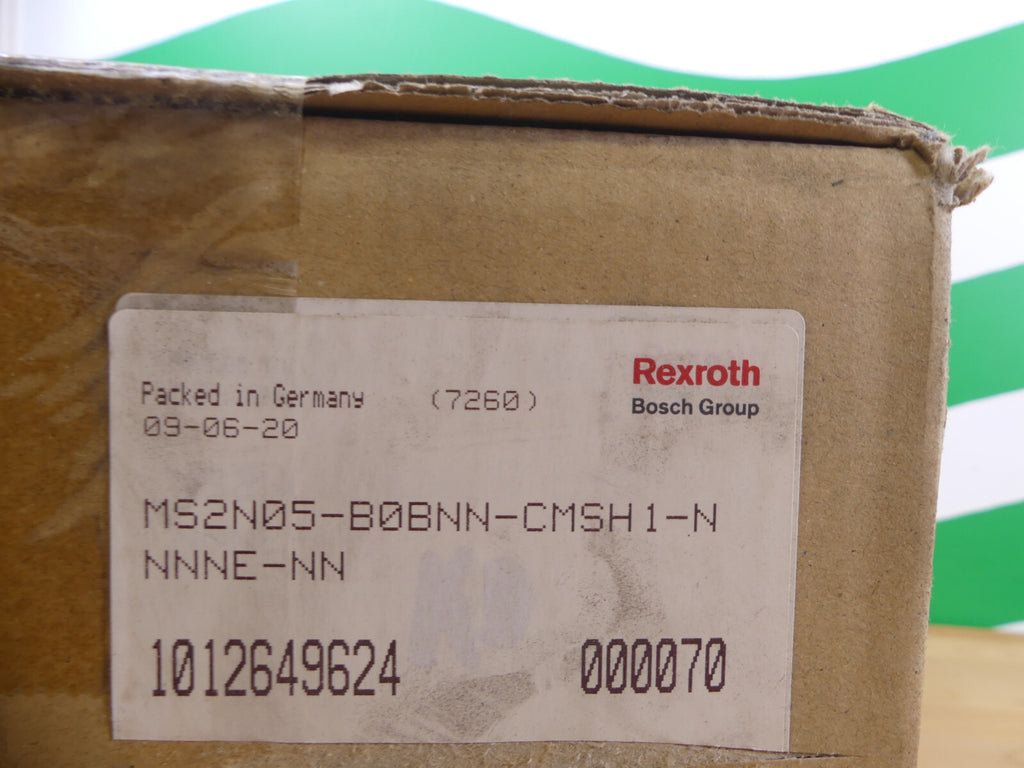 Rexroth
Bosch Group
Packed in Germany (7260)
09-06-20
MS2N05-B0BNN-CMSH1-N
NNNE-NN
1012649624 000070